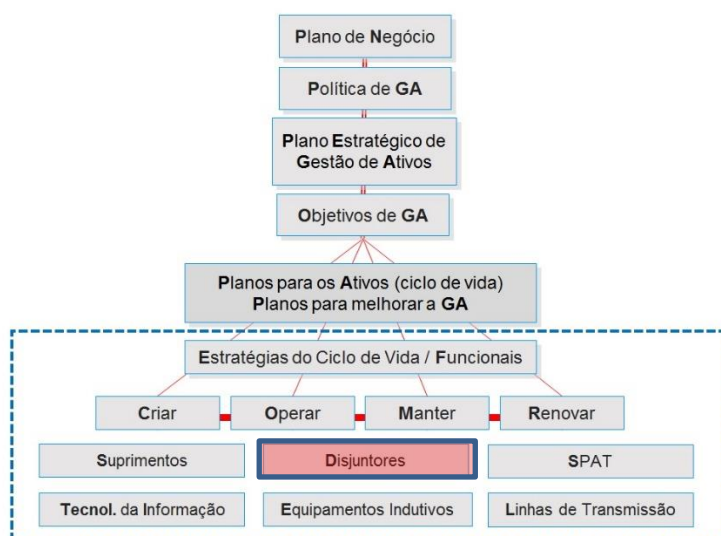 Plano de Negócio
Política de GA
Plano Estratégico de
Gestão de Ativos
Objetivos de GA
Planos para os Ativos (ciclo de vida)
Planos para melhorar a GA
Estratégias do Ciclo de Vida / Funcionais
Criar
Operar
Manter
Renovar
Suprimentos
Disjuntores
SPAT
Tecnol. da Informação
Equipamentos Indutivos
Linhas de Transmissão